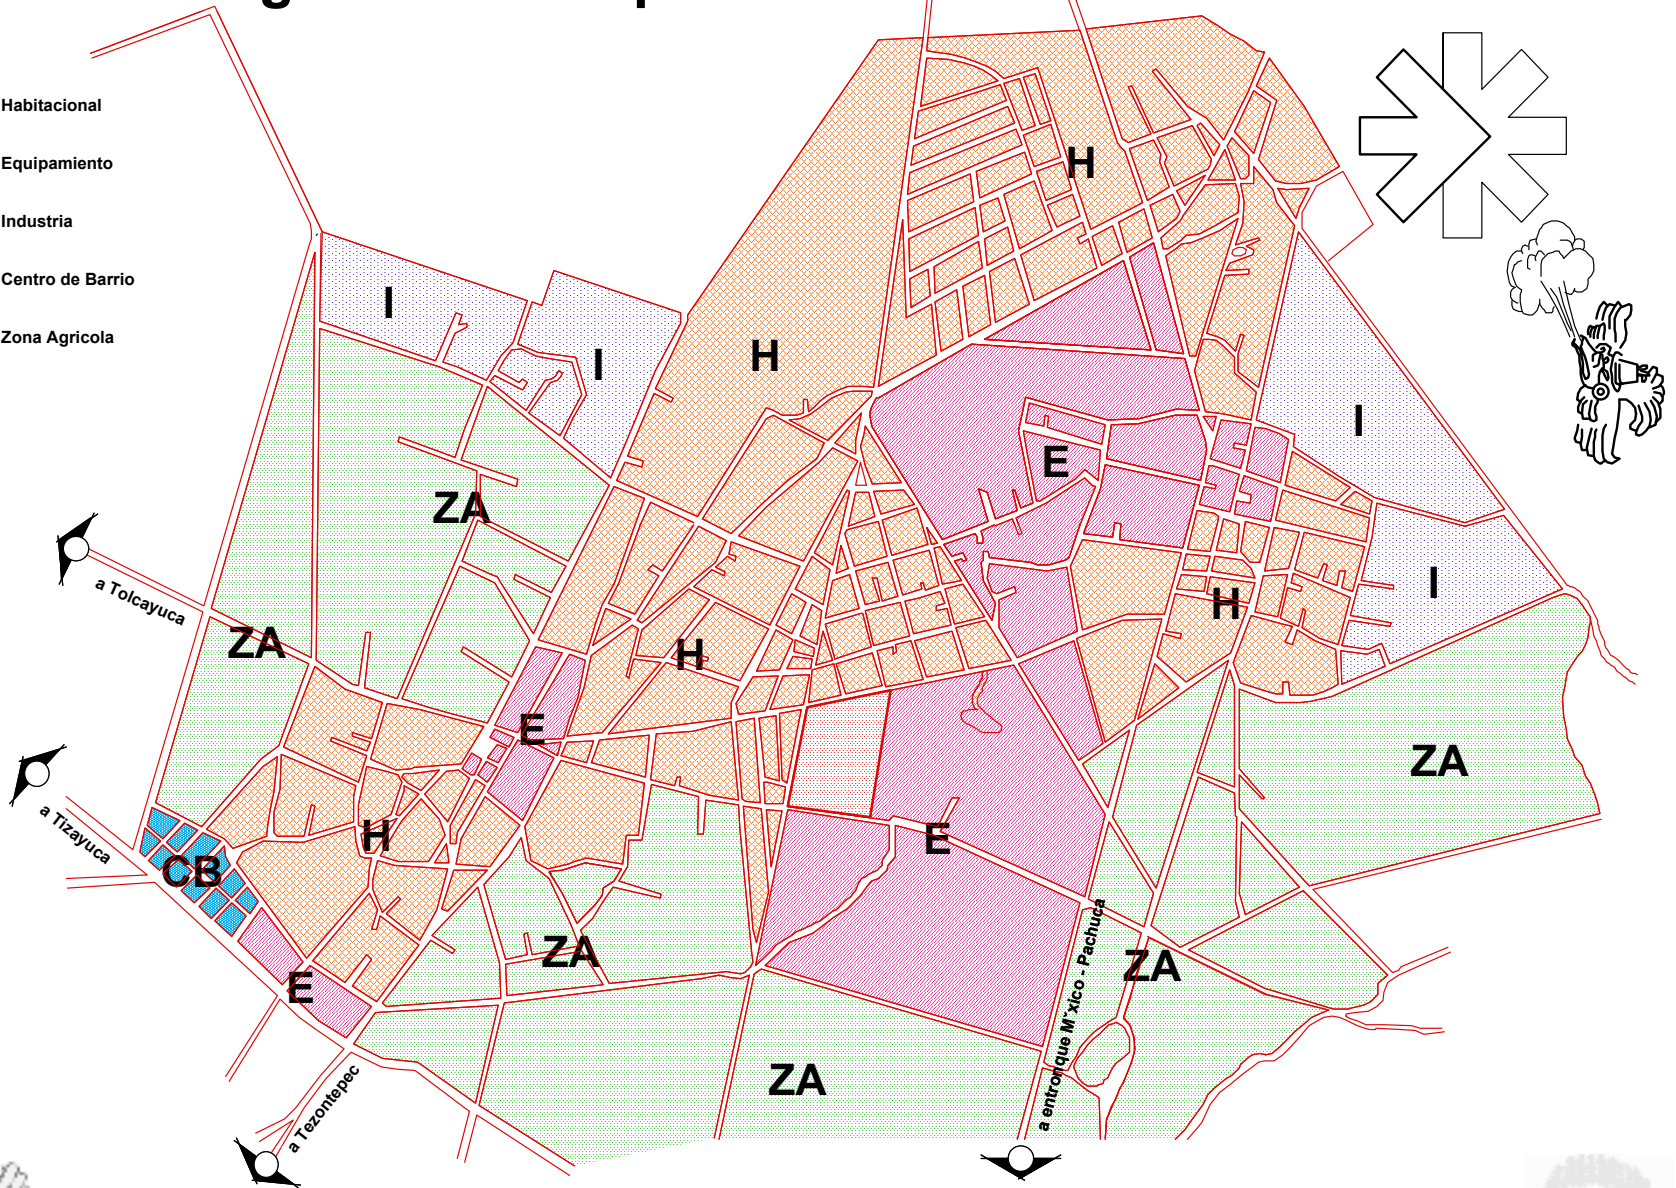 Habitacional
Equipamiento
Industria
Centro de Barrio
Zona Agricola
H
I
I
H
I
E
ZA
I
H
a Tolcayuca
ZA
H
E
ZA
a Tizayuca
H
E
CB
ZA
E
ZA
a entronque M˘xico - Pachuca
ZA
a Tezontepec